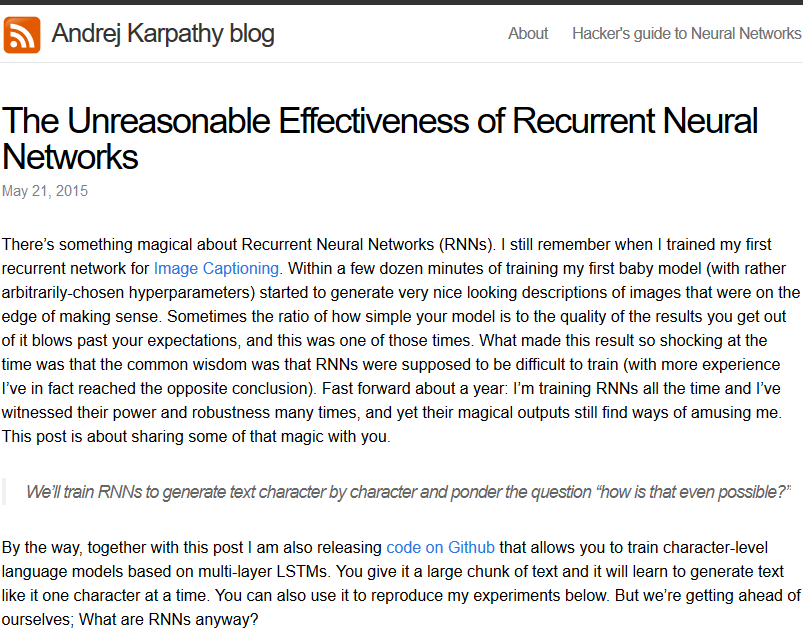 Andrej Karpathy blog
About
Hacker's guide to Neural Networks
The Unreasonable Effectiveness of Recurrent Neural
Networks
May 21, 2015
There’s something magical about Recurrent Neural Networks (RNNs). I still remember when I trained my first
recurrent network for Image Captioning. Within a few dozen minutes of training my first baby model (with rather
arbitrarily-chosen hyperparameters) started to generate very nice looking descriptions of images that were on the
edge of making sense. Sometimes the ratio of how simple your model is to the quality of the results you get out
of it blows past your expectations, and this was one of those times. What made this result so shocking at the
time was that the common wisdom was that RNNs were supposed to be difficult to train (with more experience
I’ve in fact reached the opposite conclusion). Fast forward about a year: I’m training RNNs all the time and I’ve
witnessed their power and robustness many times, and yet their magical outputs still find ways of amusing me.
This post is about sharing some of that magic with you.
We’ll train RNNs to generate text character by character and ponder the question “how is that even possible?”
By the way, together with this post I am also releasing code on Github that allows you to train character-level
language models based on multi-layer LSTMs. You give it a large chunk of text and it will learn to generate text
like it one character at a time. You can also use it to reproduce my experiments below. But we’re getting ahead of
ourselves; What are RNNs anyway?